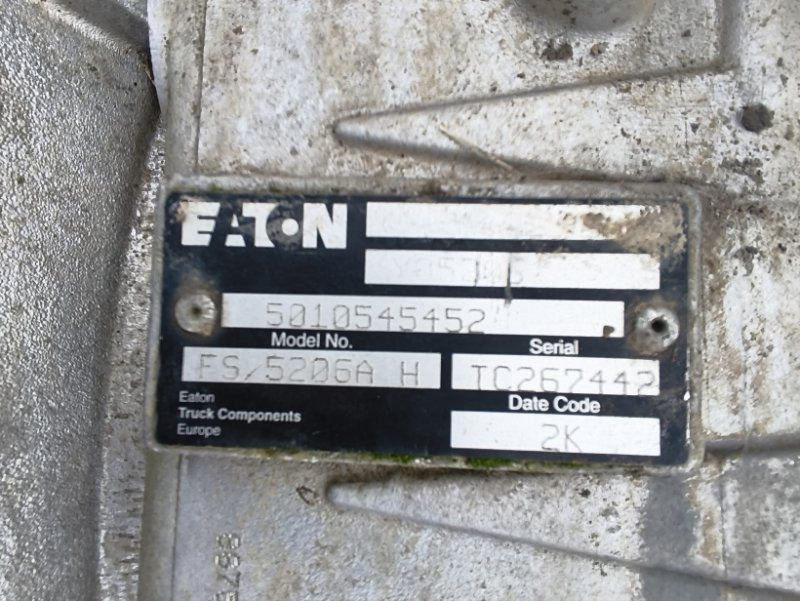 EATON
5010545452
Model No.
Serial
FS/5206A H
TC267442
Eaton
Truck Components
Europe
Date Code
2K